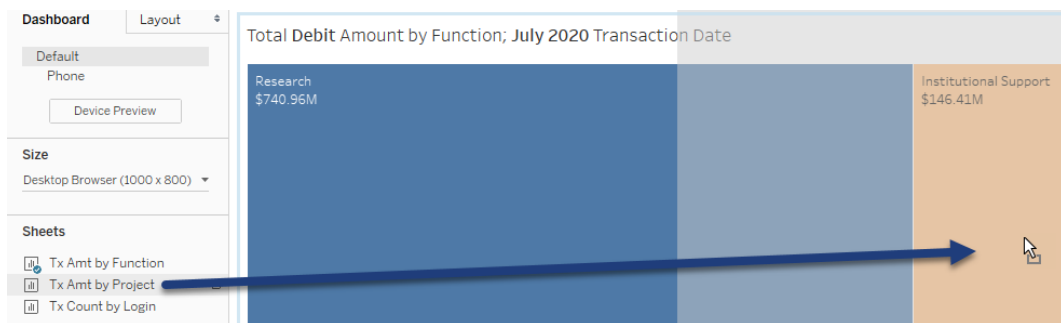 Dashboard Layout
Default
Phone
Device Preview
Size
Desktop Browser (1000 x 800)
Sheets
Tx Amt by Function
Tx Amt by Project
Tx Count by Login
Total Debit Amount by Function; July 2020 Transaction Date
Research
$740.96M
Institutional Support
$146.41M